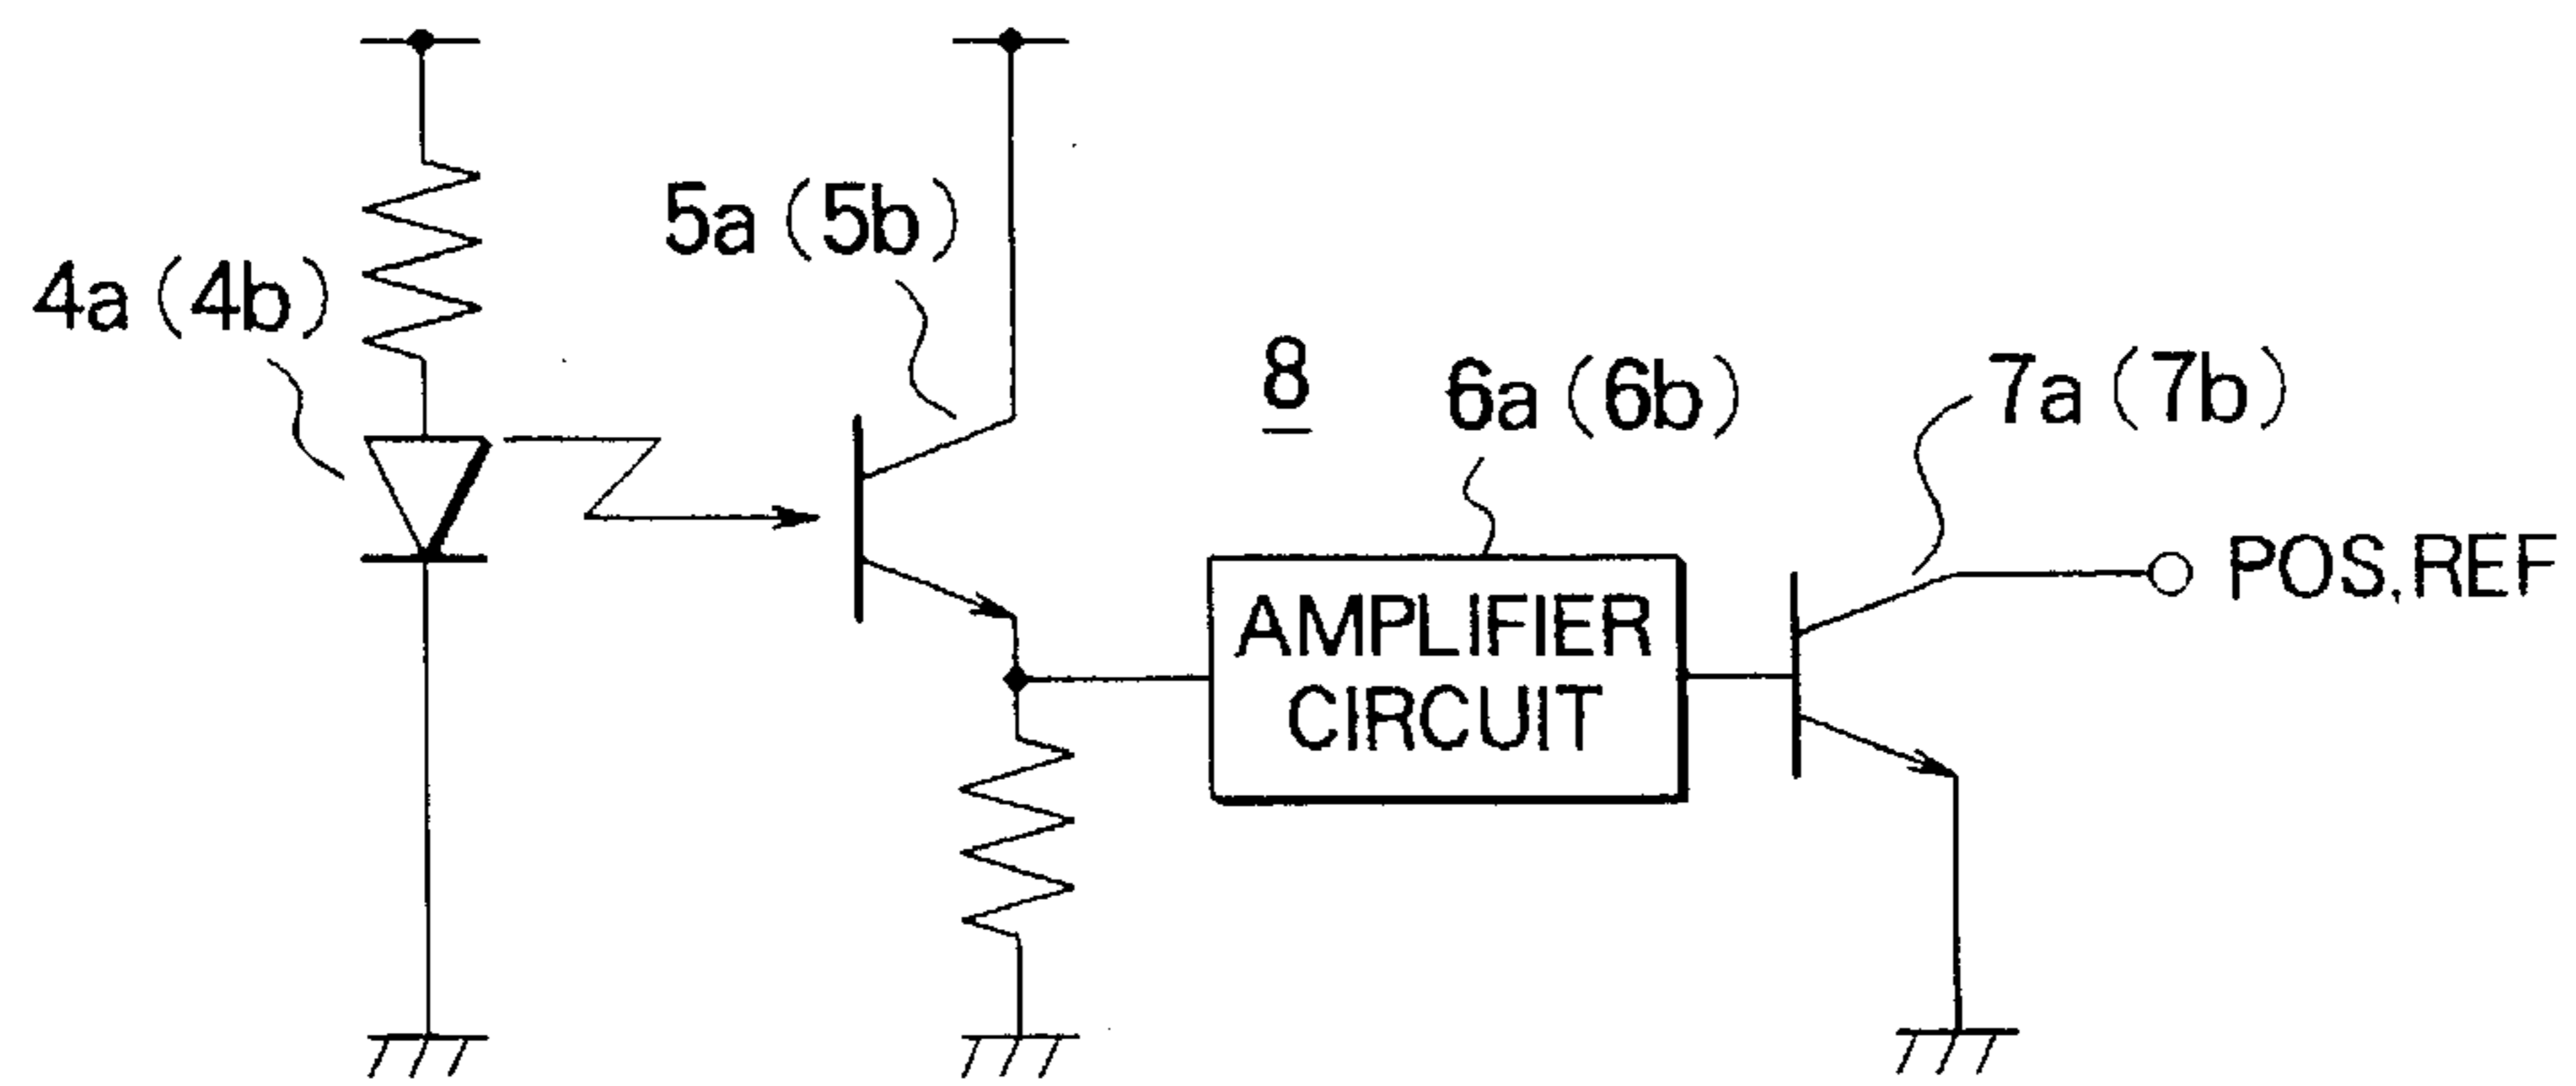 5a (5b)
4a (4b)
8
6a (6b)
7a (7b)
POS, REF
AMPLIFIER
CIRCUIT